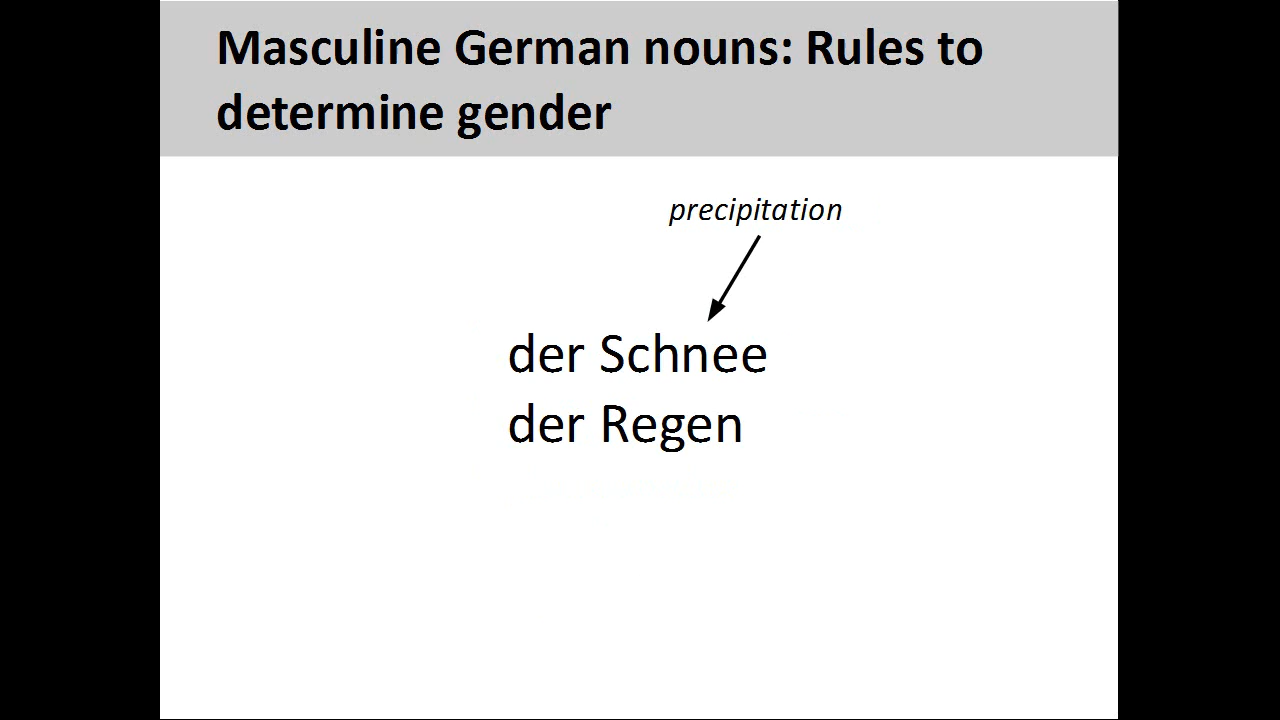 Masculine German nouns: Rules to
determine gender
precipitation
der Schnee
der Regen